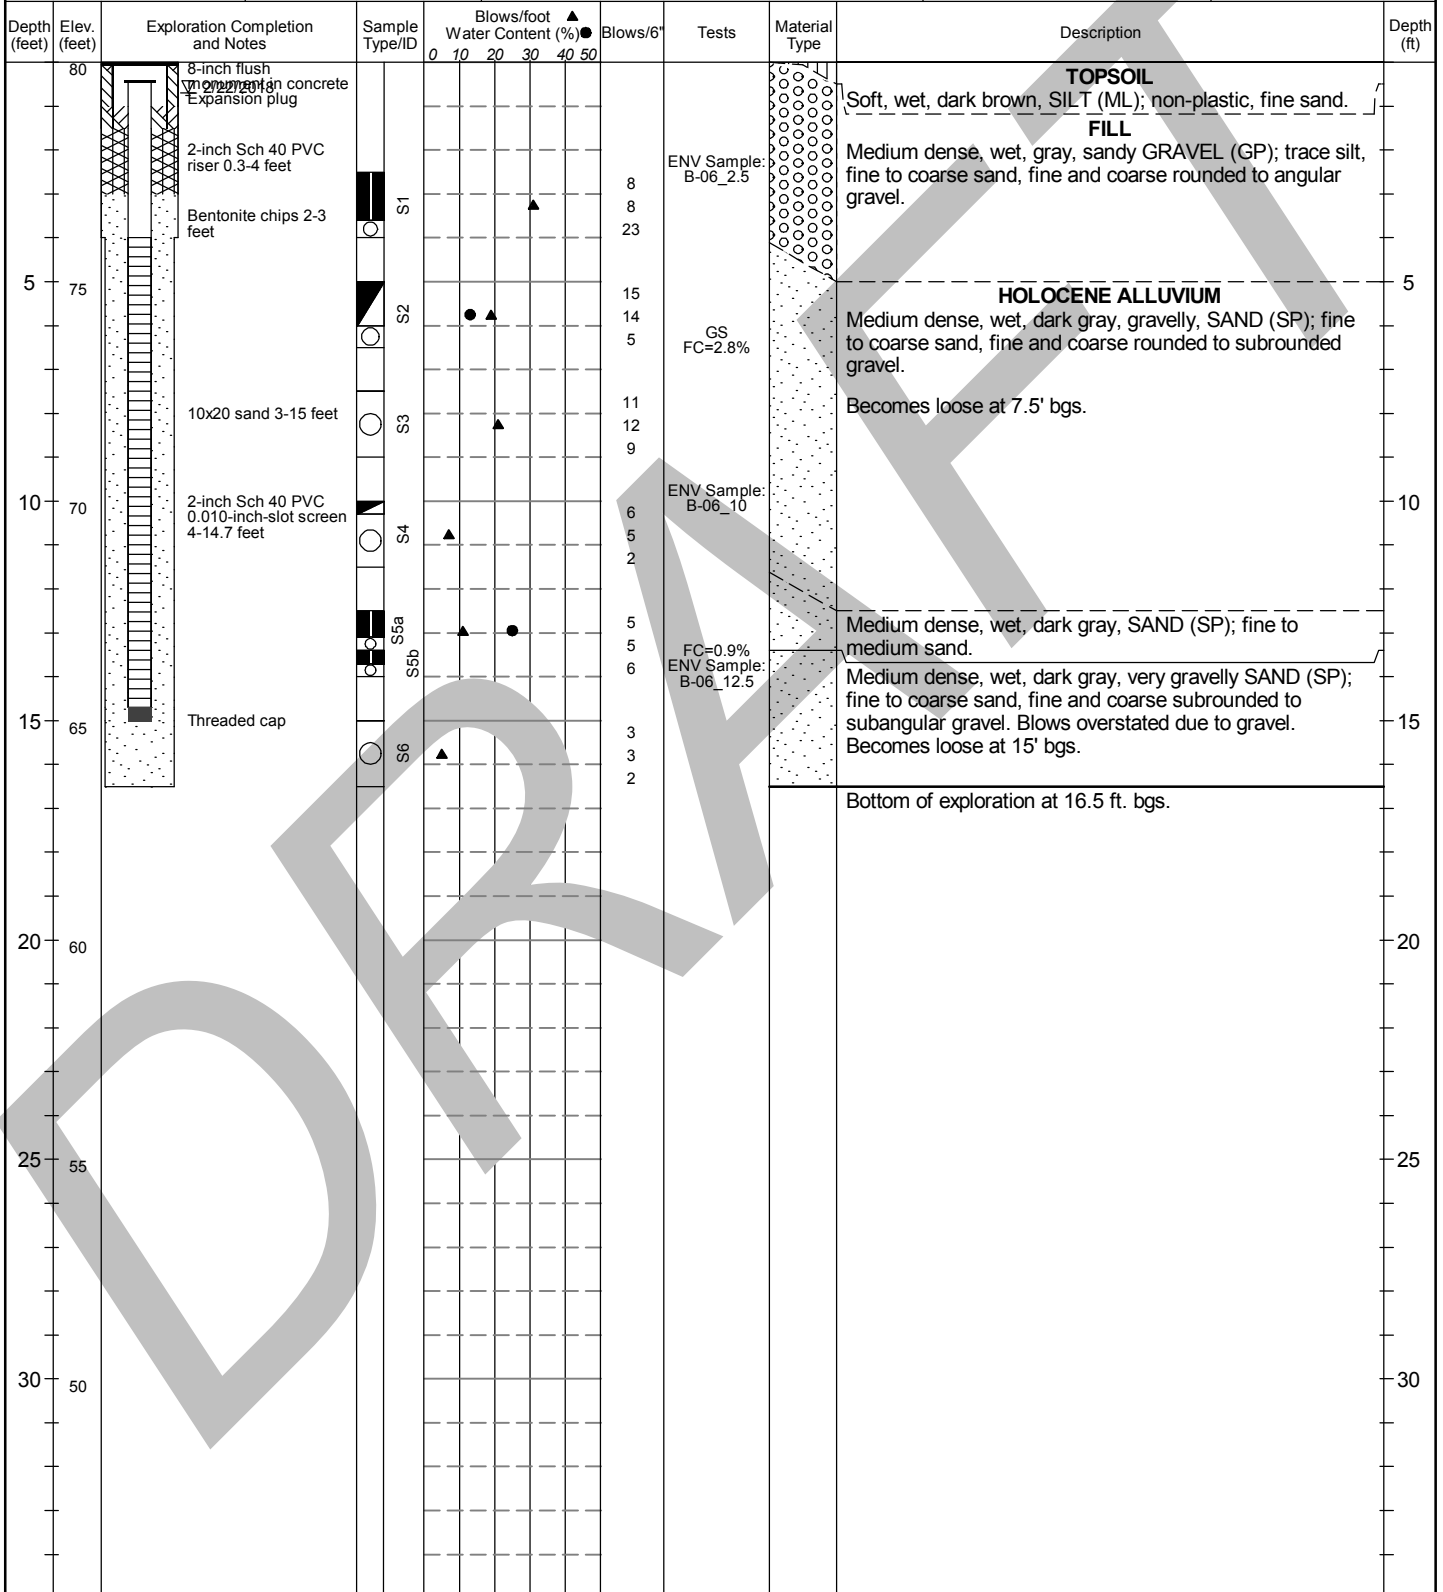 Depth (feet)
Elev. (feet)
Exploration Completion and Notes
Sample Type/ID
Blows/foot ▲
Water Content (%) ●
0 10 20 30 40 50
Blows/6"
Tests
Material Type
Description
Depth (ft)
80
8-inch flush
monument in concrete
2/22/2018
Expansion plug
TOPSOIL
Soft, wet, dark brown, SILT (ML); non-plastic, fine sand.
FILL
2-inch Sch 40 PVC
riser 0.3-4 feet
ENV Sample:
B-06_2.5
Medium dense, wet, gray, sandy GRAVEL (GP); trace silt,
fine to coarse sand, fine and coarse rounded to angular
gravel.
Bentonite chips 2-3
feet
S1
8
8
23
5
75
S2
15
14
5
GS
FC=2.8%
HOLOCENE ALLUVIUM
Medium dense, wet, dark gray, gravelly, SAND (SP); fine
to coarse sand, fine and coarse rounded to subrounded
gravel.
5
10x20 sand 3-15 feet
S3
11
12
9
Becomes loose at 7.5' bgs.
10
70
2-inch Sch 40 PVC
0.010-inch-slot screen
4-14.7 feet
S4
6
5
2
ENV Sample:
B-06_10
10
S5a
S5b
5
5
6
FC=0.9%
ENV Sample:
B-06_12.5
Medium dense, wet, dark gray, SAND (SP); fine to
medium sand.
Medium dense, wet, dark gray, very gravelly SAND (SP);
fine to coarse sand, fine and coarse subrounded to
subangular gravel. Blows overstated due to gravel.
Becomes loose at 15' bgs.
15
65
Threaded cap
S6
3
3
2
15
Bottom of exploration at 16.5 ft. bgs.
20
60
20
25
55
25
30
50
30
DRAFT